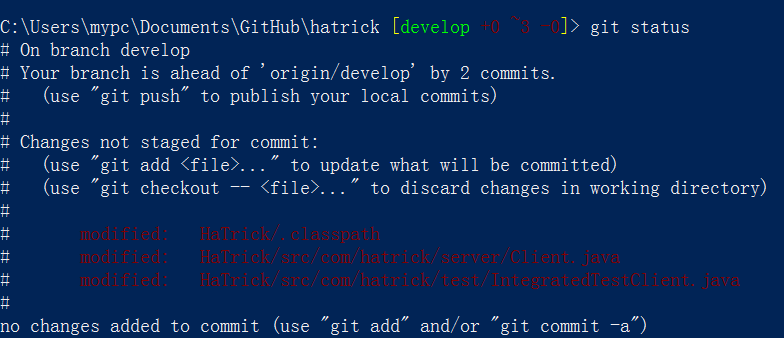 C:\Users\mypc\Documents\GitHub\hatrick [develop +0 ~3 -0]> git status
# On branch develop
# Your branch is ahead of 'origin/develop' by 2 commits.
#   (use "git push" to publish your local commits)
#
# Changes not staged for commit:
#   (use "git add <file>..." to update what will be committed)
#   (use "git checkout -- <file>..." to discard changes in working directory)
#
#       modified:   HaTrick/.classpath
#       modified:   HaTrick/src/com/hatrick/server/Client.java
#       modified:   HaTrick/src/com/hatrick/test/IntegratedTestClient.java
#
no changes added to commit (use "git add" and/or "git commit -a")